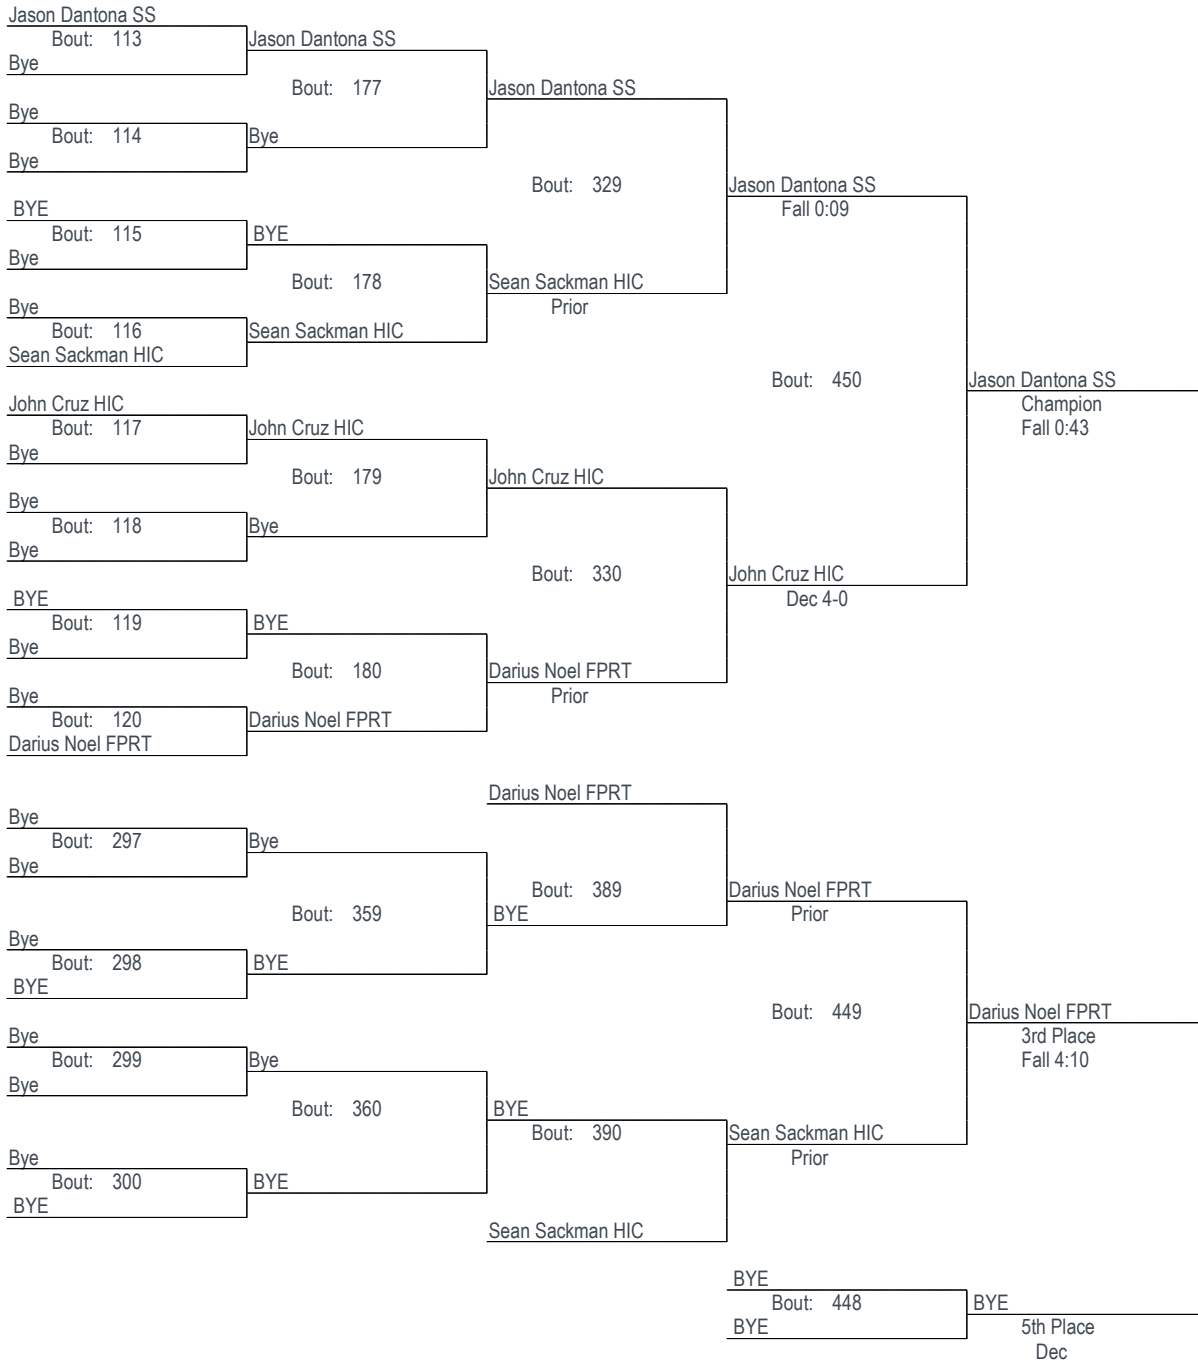 Jason Dantona SS
Bout: 113
Jason Dantona SS
Bye
Bout: 177
Jason Dantona SS
Bye
Bout: 114
Bye
Bye
Bout: 329
Jason Dantona SS
Fall 0:09
BYE
Bout: 115
BYE
Bye
Bout: 178
Sean Sackman HIC
Prior
Bye
Bout: 116
Sean Sackman HIC
Sean Sackman HIC
Bout: 450
Jason Dantona SS
Champion
Fall 0:43
John Cruz HIC
Bout: 117
John Cruz HIC
Bye
Bout: 179
John Cruz HIC
Bye
Bout: 118
Bye
Bye
Bout: 330
John Cruz HIC
Dec 4-0
BYE
Bout: 119
BYE
Bye
Bout: 180
Darius Noel FPRT
Prior
Bye
Bout: 120
Darius Noel FPRT
Darius Noel FPRT
Darius Noel FPRT
Bye
Bout: 297
Bye
Bye
Bout: 389
Darius Noel FPRT
Prior
Bout: 359
BYE
Bye
Bout: 298
BYE
BYE
Bout: 449
Darius Noel FPRT
3rd Place
Fall 4:10
Bye
Bout: 299
Bye
Bye
Bout: 360
BYE
Bout: 390
Sean Sackman HIC
Prior
Bye
Bout: 300
BYE
BYE
Sean Sackman HIC
BYE
Bout: 448
BYE
BYE
5th Place
Dec